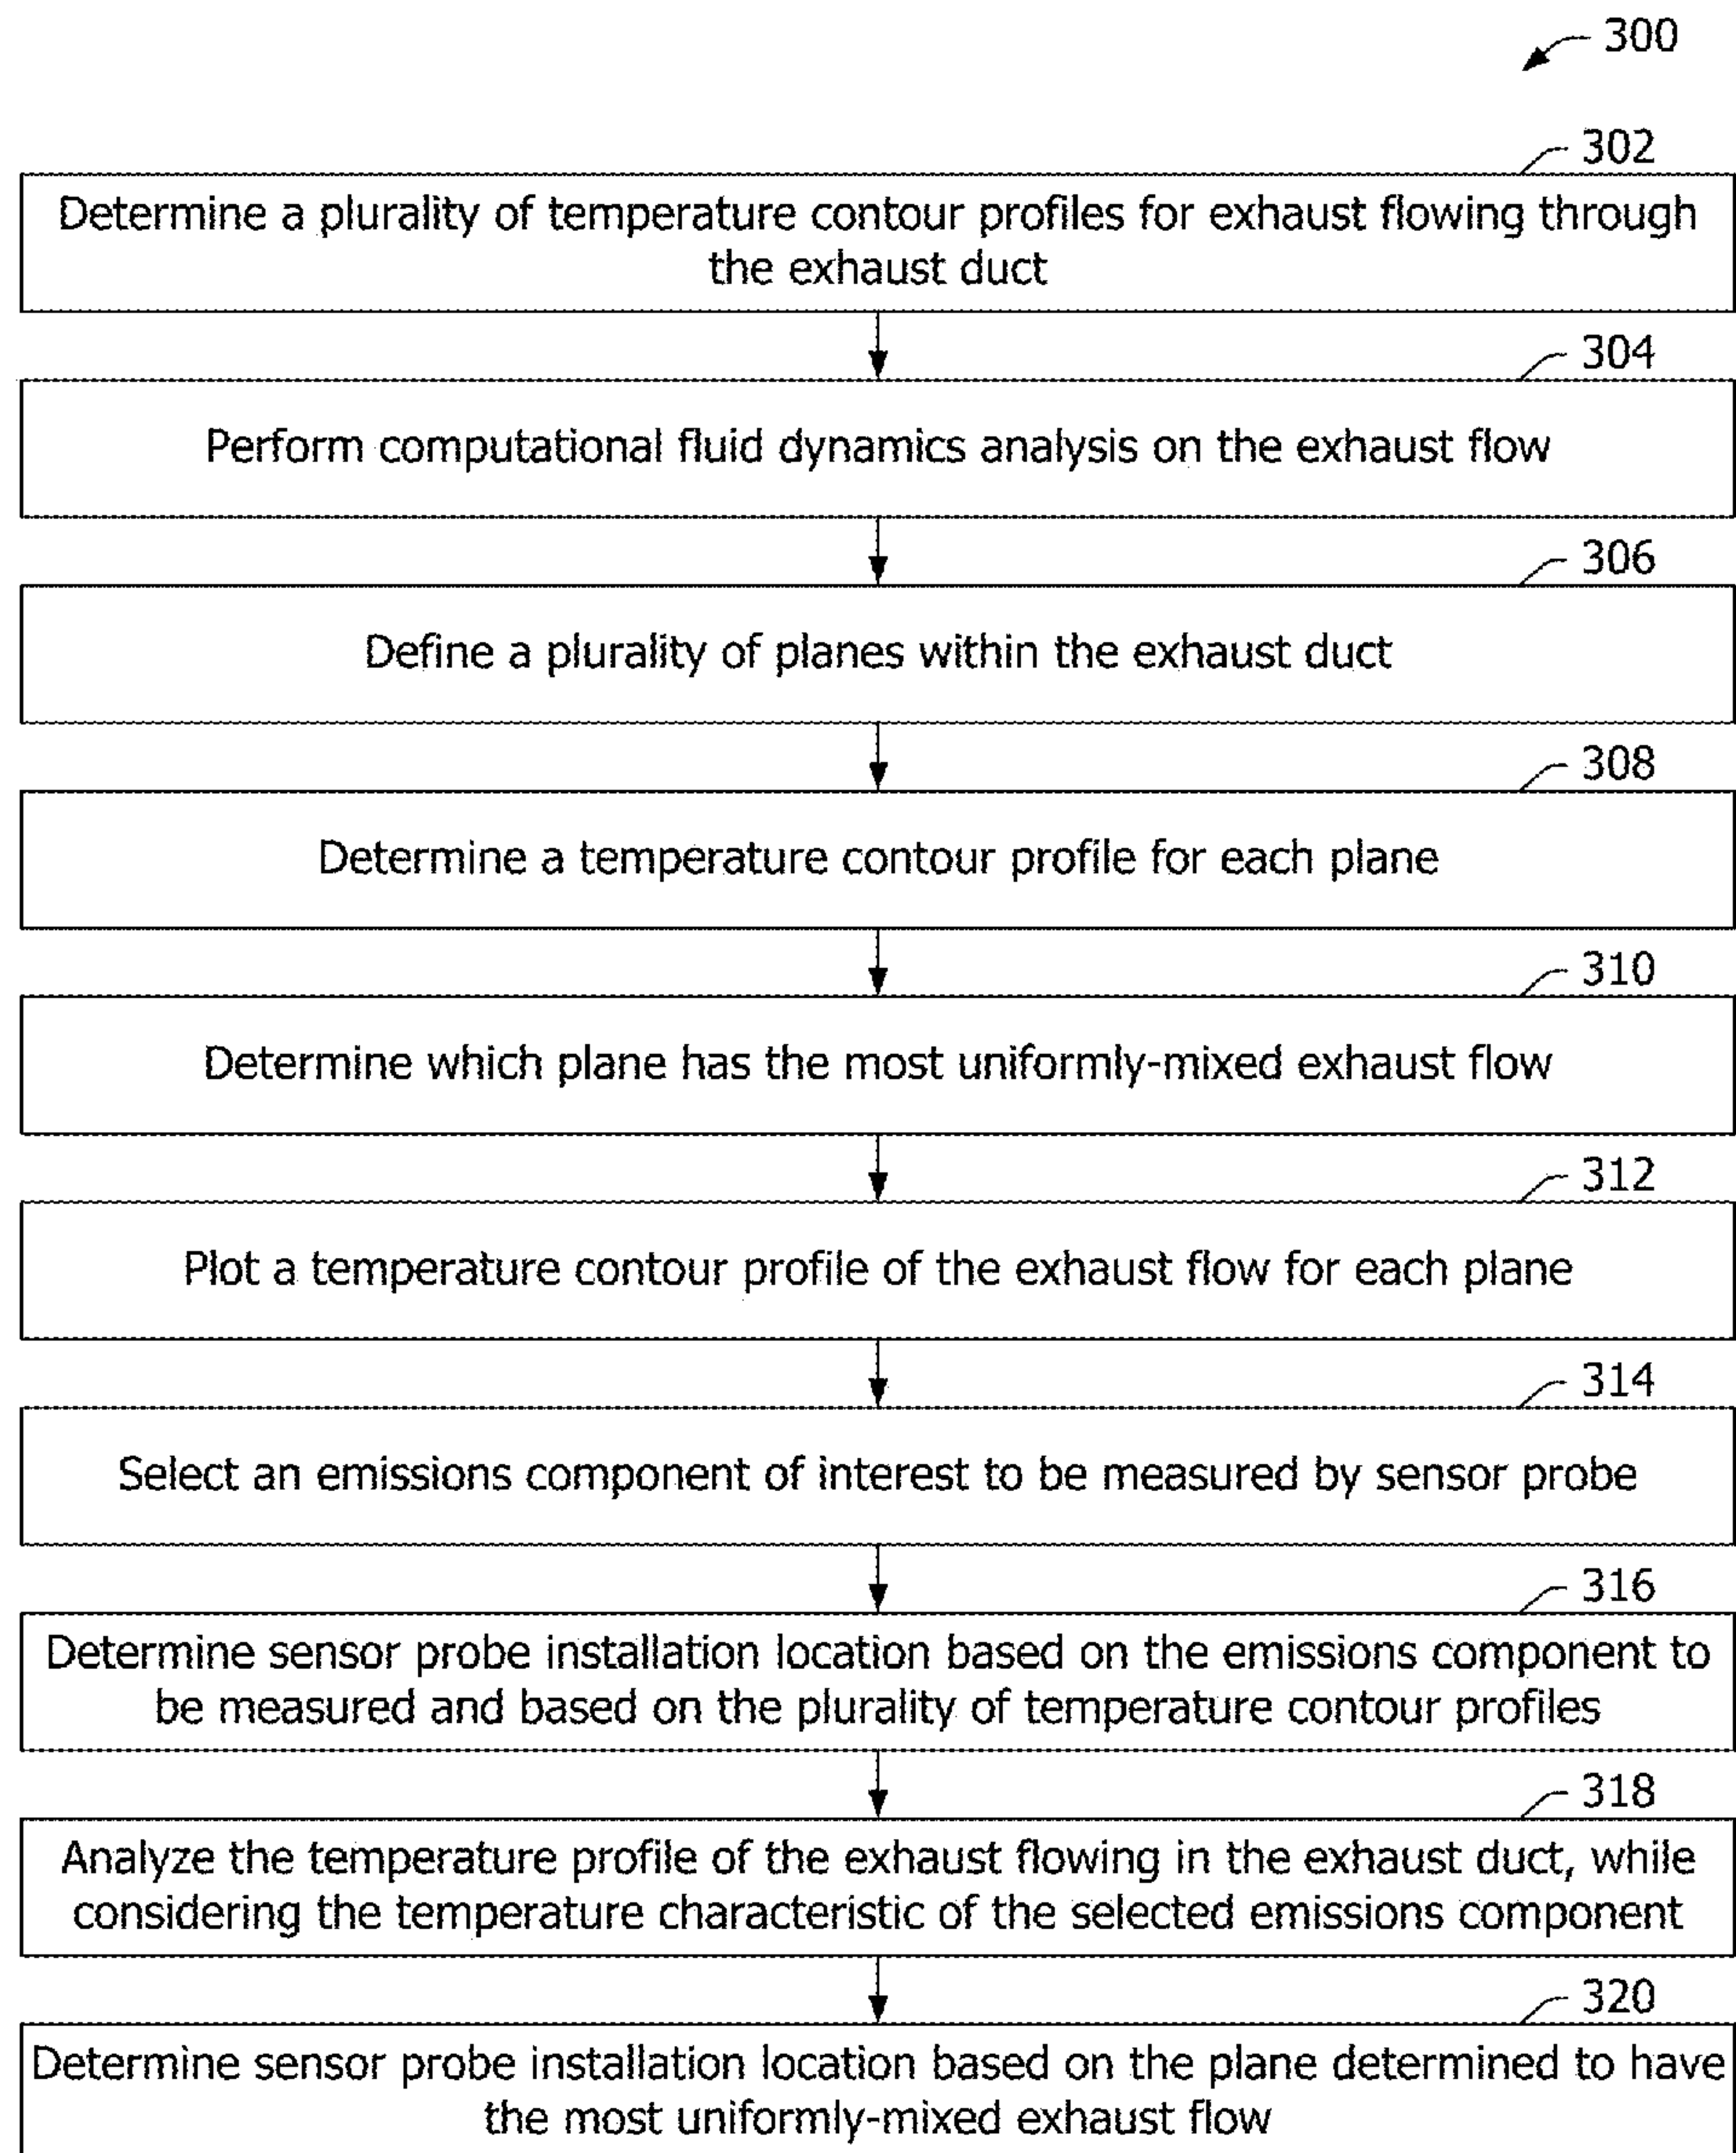 300
302
Determine a plurality of temperature contour profiles for exhaust flowing through
the exhaust duct
304
Perform computational fluid dynamics analysis on the exhaust flow
306
Define a plurality of planes within the exhaust duct
308
Determine a temperature contour profile for each plane
310
Determine which plane has the most uniformly-mixed exhaust flow
312
Plot a temperature contour profile of the exhaust flow for each plane
314
Select an emissions component of interest to be measured by sensor probe
316
Determine sensor probe installation location based on the emissions component to
be measured and based on the plurality of temperature contour profiles
318
Analyze the temperature profile of the exhaust flowing in the exhaust duct, while
considering the temperature characteristic of the selected emissions component
320
Determine sensor probe installation location based on the plane determined to have
the most uniformly-mixed exhaust flow